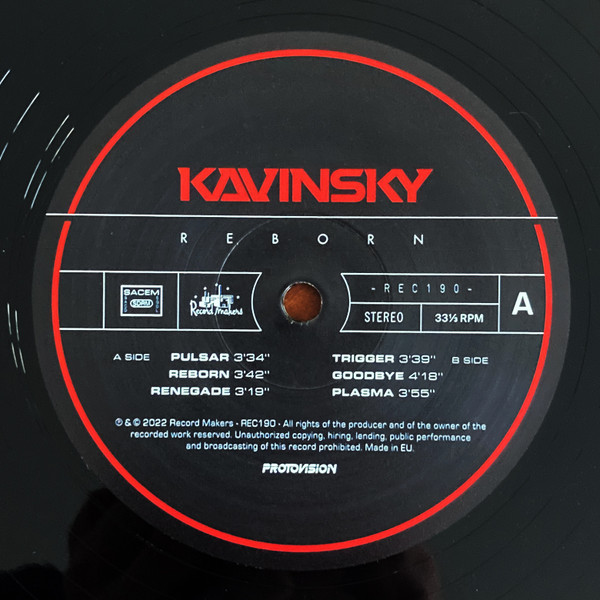 KAVINSKY
REBORN
SACEM
SDRM
Record Makers
- REC190 -
STEREO
33⅓ RPM
A
A SIDE
PULSAR 3'34"
REBORN 3'42"
RENEGADE 3'19"
TRIGGER 3'39" B SIDE
GOODBYE 4'18"
PLASMA 3'55"
℗ & © 2022 Record Makers - REC190 - All rights of the producer and of the owner of the
recorded work reserved. Unauthorized copying, hiring, lending, public performance
and broadcasting of this record prohibited. Made in EU.
PROTOVISION